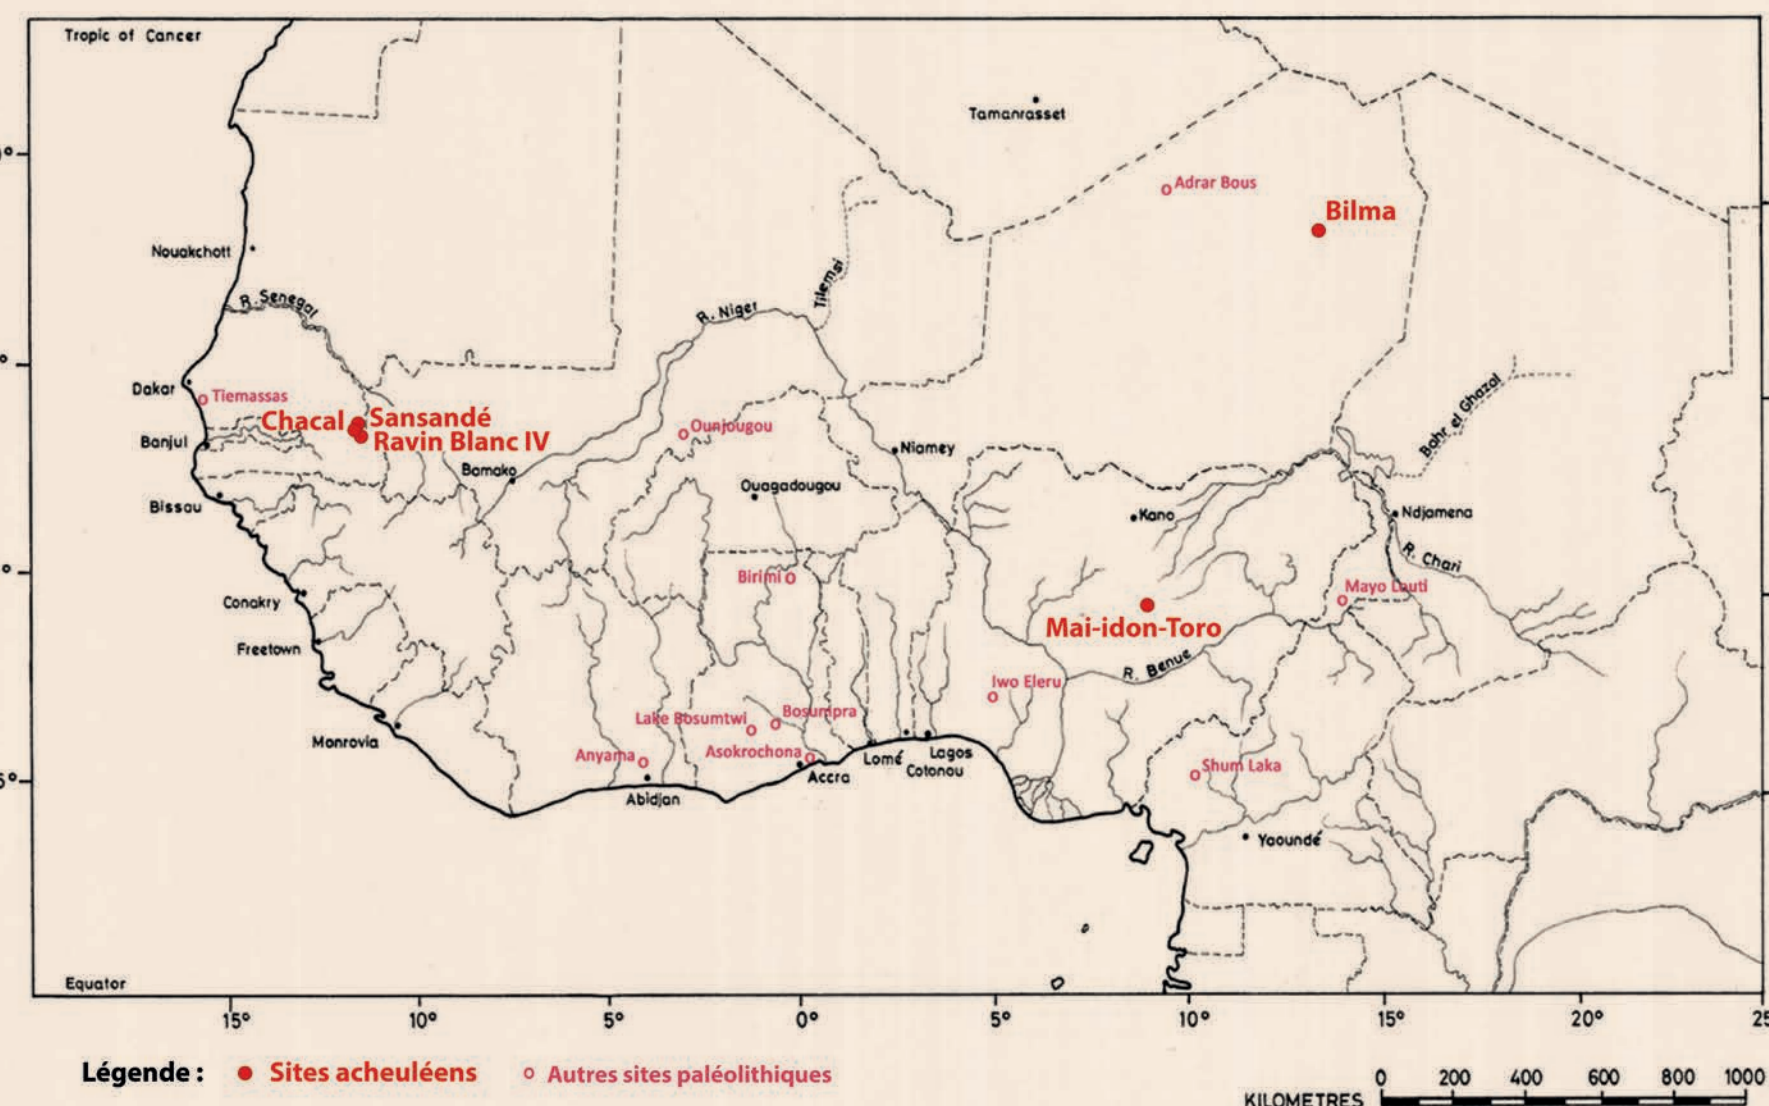 Tropic of Cancer
Tamanrasset
0°
Adrar Bous
Bilma
Nouakchott
R. Senegal
R. Niger
Tilemsi
°
Dakar
Tiemassas
Chacal
Sansandé
Ravin Blanc IV
Banjul
Ounjougou
Niamey
Bahr el Ghazal
Bamako
Ouagadougou
Bissau
Kano
Ndjamena
R. Chari
°
Birimi
Mayo Louti
Conakry
Mai-idon-Toro
Freetown
R. Benue
Iwo Eleru
Lake Bosumtwi
Bosumpra
Monrovia
Anyama
Asokrochona
Lomé
Lagos
Cotonou
Shum Laka
5°
Accra
Abidjan
Yaoundé
Equator
15°
10°
5°
0°
5°
10°
15°
20°
25
Légende :
Sites acheuléens
Autres sites paléolithiques
0
200
400
600
800
1000
KILOMETRES